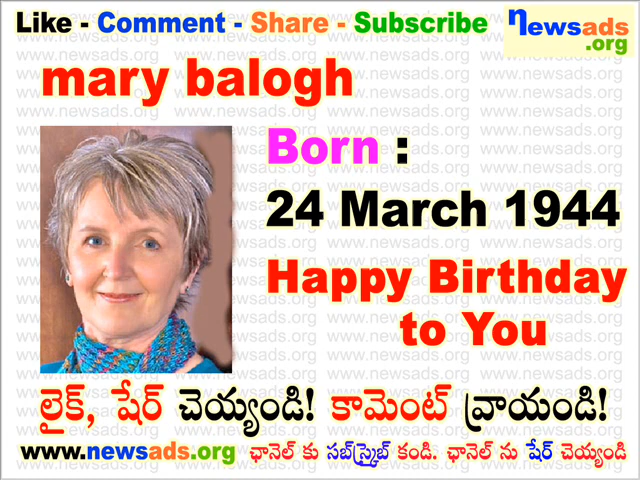 Like - Comment - Share - Subscribe
newsads
.org
mary balogh
Born :
24 March 1944
Happy Birthday
to You
లైక్, షేర్ చెయ్యండి! కామెంట్ వ్రాయండి!
www.newsads.org ఛానెల్ కు సబ్‌స్క్రైబ్ కండి. ఛానెల్ ను షేర్ చెయ్యండి